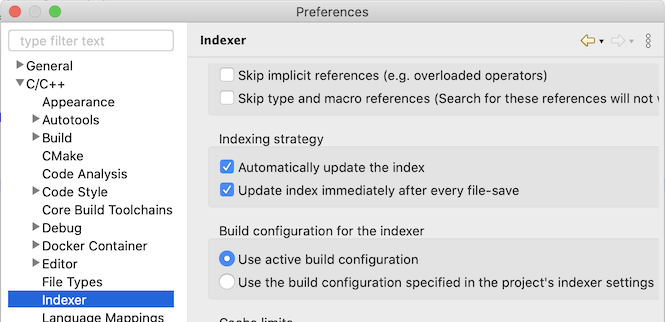 Preferences
type filter text
General
C/C++
Appearance
Autotools
Build
CMake
Code Analysis
Code Style
Core Build Toolchains
Debug
Docker Container
Editor
File Types
Indexer
Language Mappings
Indexer
Skip implicit references (e.g. overloaded operators)
Skip type and macro references (Search for these references will not
Indexing strategy
Automatically update the index
Update index immediately after every file-save
Build configuration for the indexer
Use active build configuration
Use the build configuration specified in the project's indexer settings
Cache limits